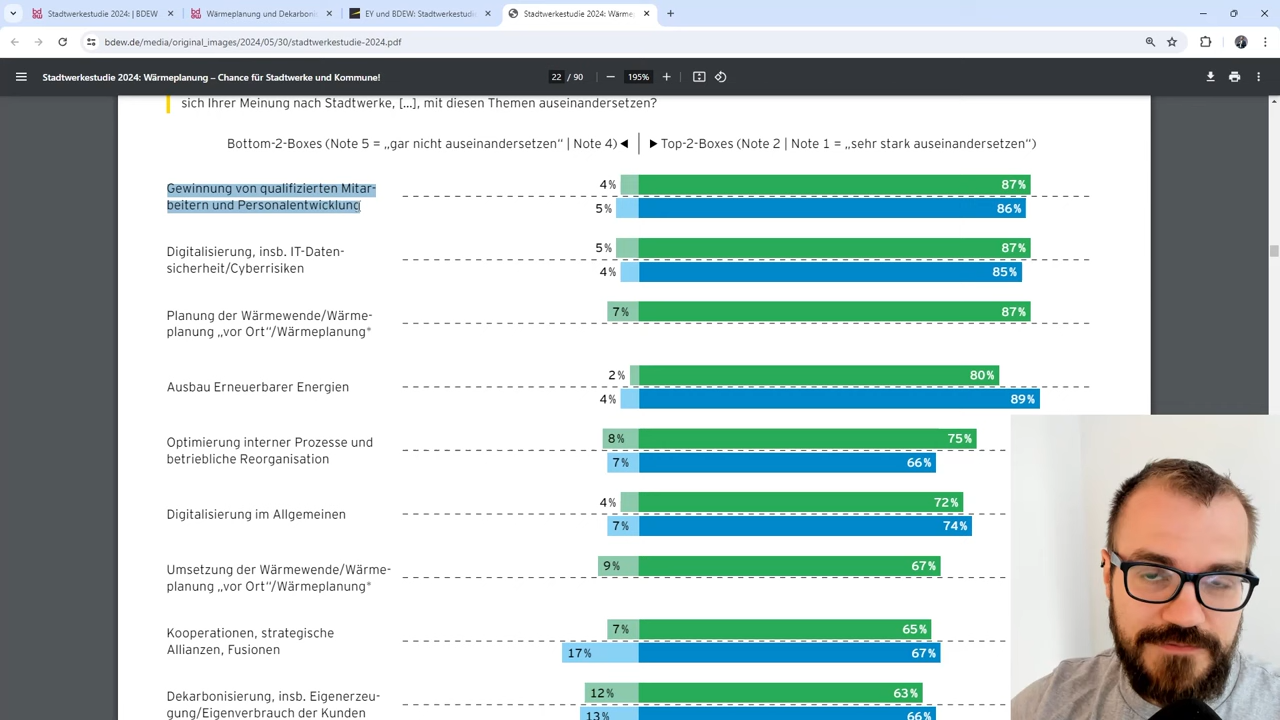 Stadtwerkestudie 2024: | BDEW
Wärmeplanung und Dekarbonis
EY und BDEW: Stadtwerkestudie
Stadtwerkestudie 2024: Wärme
bdew.de/media/original_images/2024/05/30/stadtwerkestudie-2024.pdf
Stadtwerkestudie 2024: Wärmeplanung – Chance für Stadtwerke und Kommune!
22 / 90
195%
sich Ihrer Meinung nach Stadtwerke, [...], mit diesen Themen auseinandersetzen?
Bottom-2-Boxes (Note 5 = „gar nicht auseinandersetzen“ | Note 4) ◀ ▶ Top-2-Boxes (Note 2 | Note 1 = „sehr stark auseinandersetzen“)
Gewinnung von qualifizierten Mitar-
beitern und Personalentwicklung
4% 87%
5% 86%
Digitalisierung, insb. IT-Daten-
sicherheit/Cyberrisiken
5% 87%
4% 85%
Planung der Wärmewende/Wärme-
planung „vor Ort“/Wärmeplanung*
7% 87%
Ausbau Erneuerbarer Energien
2% 80%
4% 89%
Optimierung interner Prozesse und
betriebliche Reorganisation
8% 75%
7% 66%
Digitalisierung im Allgemeinen
4% 72%
7% 74%
Umsetzung der Wärmewende/Wärme-
planung „vor Ort“/Wärmeplanung*
9% 67%
Kooperationen, strategische
Allianzen, Fusionen
7% 65%
17% 67%
Dekarbonisierung, insb. Eigenerzeu-
gung/Eigenverbrauch der Kunden
12% 63%
13% 66%